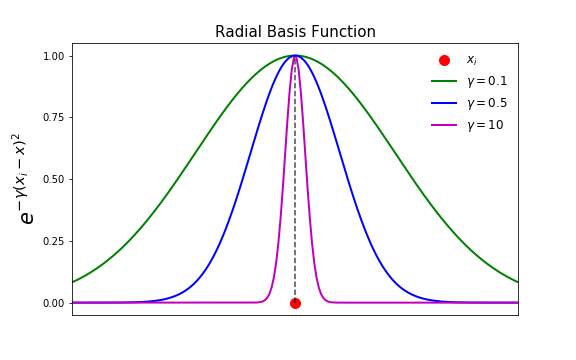 Radial Basis Function
1.00
0.75
0.50
0.25
0.00
e^{-γ(x_i − x)^2}
x_i
γ = 0.1
γ = 0.5
γ = 10